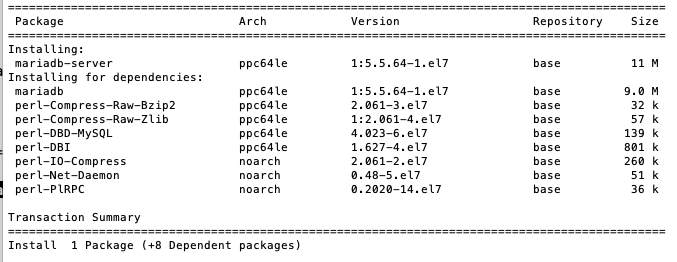 ================================================================================
Package Arch Version Repository Size
================================================================================
Installing:
mariadb-server ppc64le 1:5.5.64-1.el7 base 11 M
Installing for dependencies:
mariadb ppc64le 1:5.5.64-1.el7 base 9.0 M
perl-Compress-Raw-Bzip2 ppc64le 2.061-3.el7 base 32 k
perl-Compress-Raw-Zlib ppc64le 1:2.061-4.el7 base 57 k
perl-DBD-MySQL ppc64le 4.023-6.el7 base 139 k
perl-DBI ppc64le 1.627-4.el7 base 801 k
perl-IO-Compress noarch 2.061-2.el7 base 260 k
perl-Net-Daemon noarch 0.48-5.el7 base 51 k
perl-PlRPC noarch 0.2020-14.el7 base 36 k
Transaction Summary
================================================================================
Install 1 Package (+8 Dependent packages)